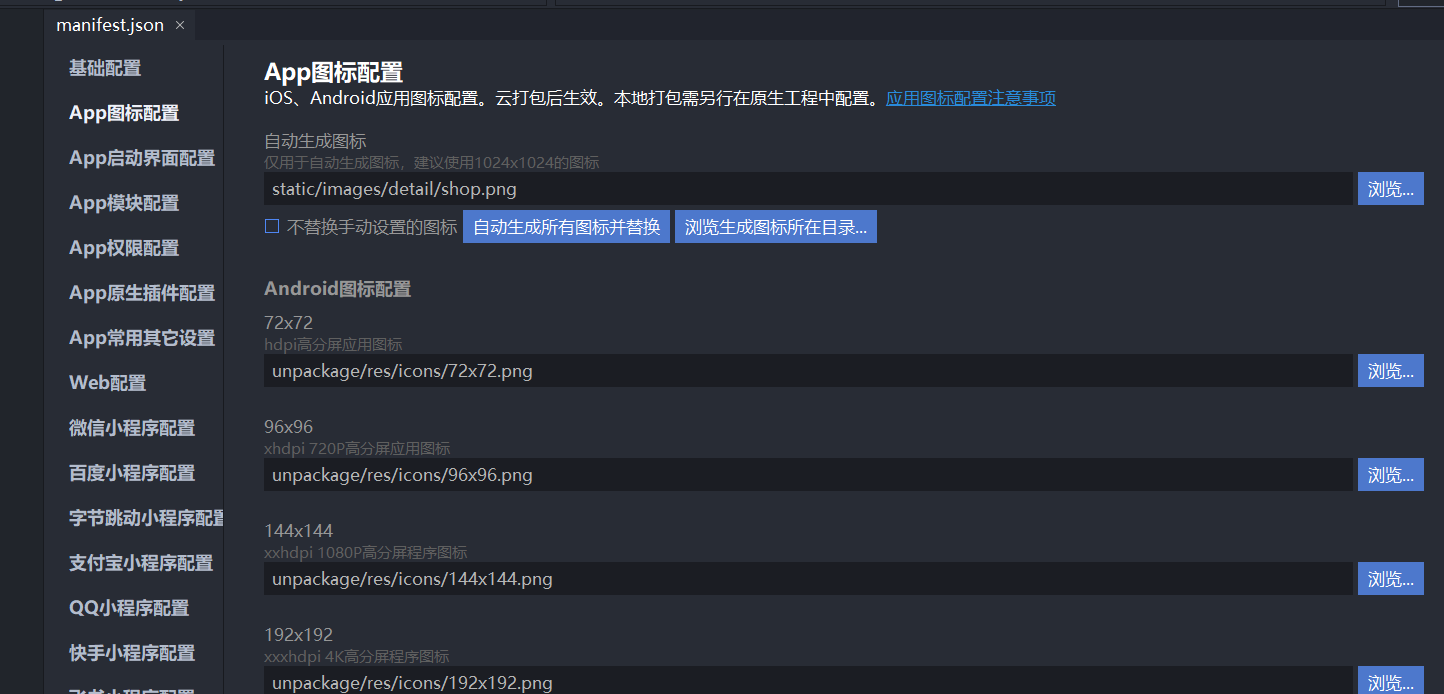 manifest.json ×
基础配置
App图标配置
App启动界面配置
App模块配置
App权限配置
App原生插件配置
App常用其它设置
Web配置
微信小程序配置
百度小程序配置
字节跳动小程序配置
支付宝小程序配置
QQ小程序配置
快手小程序配置
飞书小程序配置
App图标配置
iOS、Android应用图标配置。云打包后生效。本地打包需另行在原生工程中配置。应用图标配置注意事项
自动生成图标
仅用于自动生成图标，建议使用1024x1024的图标
static/images/detail/shop.png 浏览...
不替换手动设置的图标 自动生成所有图标并替换 浏览生成图标所在目录...
Android图标配置
72x72
hdpi高分屏应用图标
unpackage/res/icons/72x72.png 浏览...
96x96
xhdpi 720P高分屏应用图标
unpackage/res/icons/96x96.png 浏览...
144x144
xxhdpi 1080P高分屏程序图标
unpackage/res/icons/144x144.png 浏览...
192x192
xxxhdpi 4K高分屏程序图标
unpackage/res/icons/192x192.png 浏览...